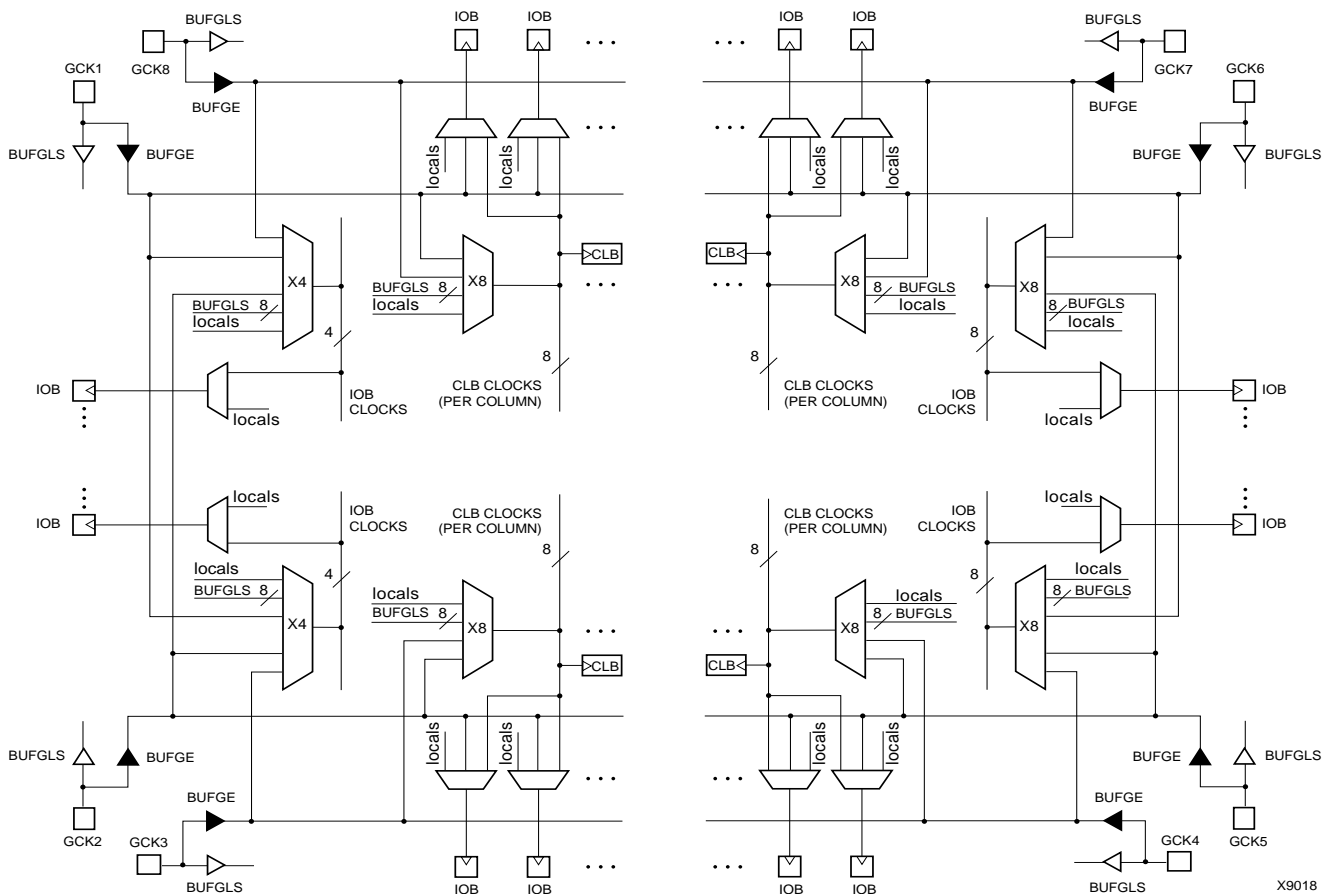 BUFGLS
IOB
IOB
BUFGLS
GCK8
GCK7
GCK1
GCK6
BUFGE
BUFGE
BUFGLS
BUFGE
BUFGE
BUFGLS
locals
locals
locals
locals
X4
X8
CLB
CLB
X8
X8
BUFGLS 8
locals
BUFGLS 8
locals
8 BUFGLS
locals
8 BUFGLS
locals
4
8
8
8
IOB
IOB CLOCKS
CLB CLOCKS
(PER COLUMN)
CLB CLOCKS
(PER COLUMN)
IOB CLOCKS
IOB
locals
locals
locals
locals
IOB
IOB CLOCKS
CLB CLOCKS
(PER COLUMN)
CLB CLOCKS
(PER COLUMN)
IOB CLOCKS
IOB
8
8
4
8
locals
BUFGLS 8
locals
BUFGLS 8
locals
8 BUFGLS
locals
8 BUFGLS
X4
X8
X8
X8
CLB
CLB
locals
locals
locals
locals
BUFGLS
BUFGE
BUFGE
BUFGLS
GCK2
BUFGE
BUFGE
GCK5
GCK3
GCK4
BUFGLS
IOB
IOB
IOB
IOB
BUFGLS
IOB
IOB
X9018